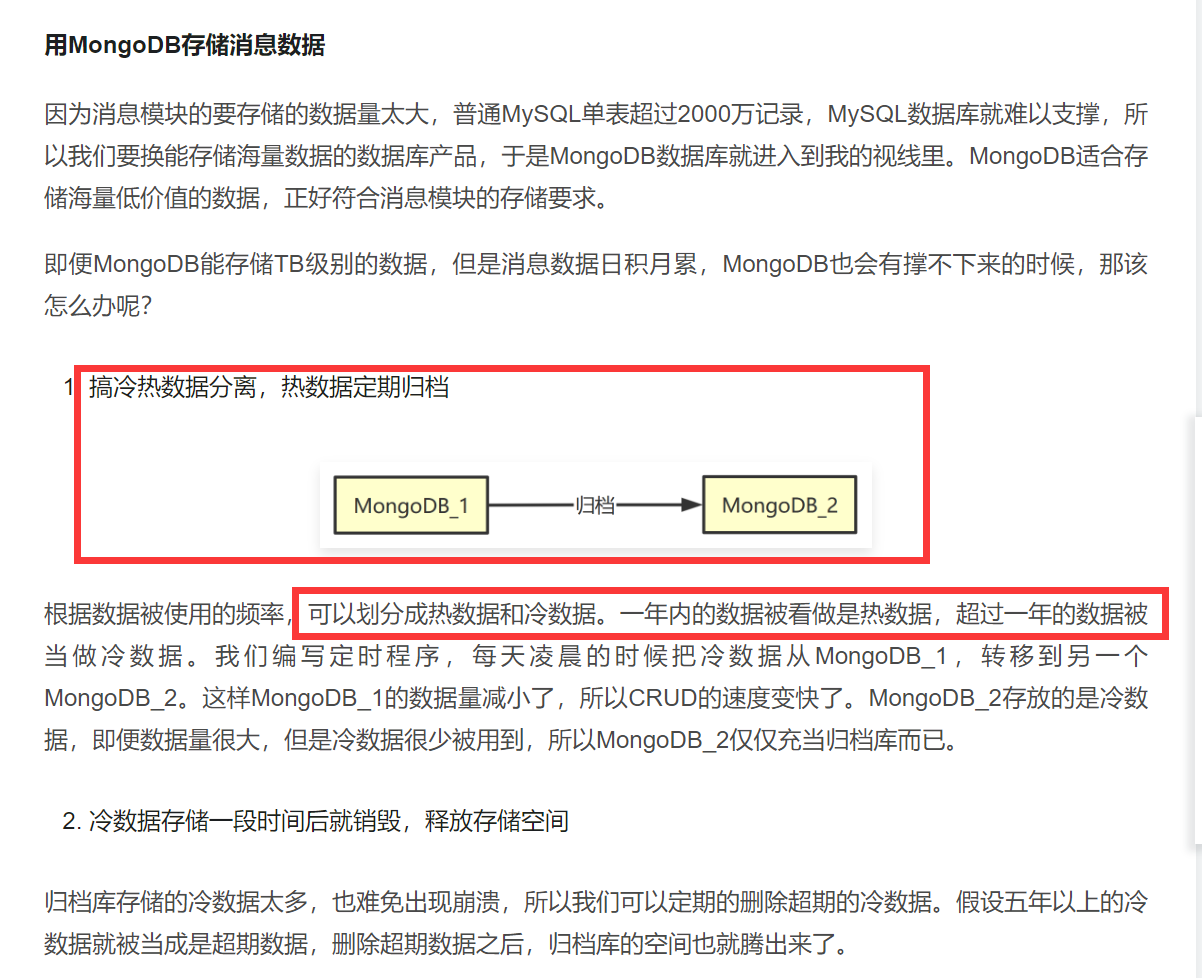 用MongoDB存储消息数据
因为消息模块的要存储的数据量太大，普通MySQL单表超过2000万记录，MySQL数据库就难以支撑，所
以我们要换能存储海量数据的数据库产品，于是MongoDB数据库就进入到我的视线里。MongoDB适合存
储海量低价值的数据，正好符合消息模块的存储要求。
即便MongoDB能存储TB级别的数据，但是消息数据日积月累，MongoDB也会有撑不下来的时候，那该
怎么办呢？
1 搞冷热数据分离，热数据定期归档
MongoDB_1 归档 MongoDB_2
根据数据被使用的频率，可以划分成热数据和冷数据。一年内的数据被看做是热数据，超过一年的数据被
当做冷数据。我们编写定时程序，每天凌晨的时候把冷数据从MongoDB_1，转移到另一个
MongoDB_2。这样MongoDB_1的数据量减小了，所以CRUD的速度变快了。MongoDB_2存放的是冷数
据，即便数据量很大，但是冷数据很少被用到，所以MongoDB_2仅仅充当归档库而已。
2. 冷数据存储一段时间后就销毁，释放存储空间
归档库存储的冷数据太多，也难免出现崩溃，所以我们可以定期的删除超期的冷数据。假设五年以上的冷
数据就被当成是超期数据，删除超期数据之后，归档库的空间也就腾出来了。